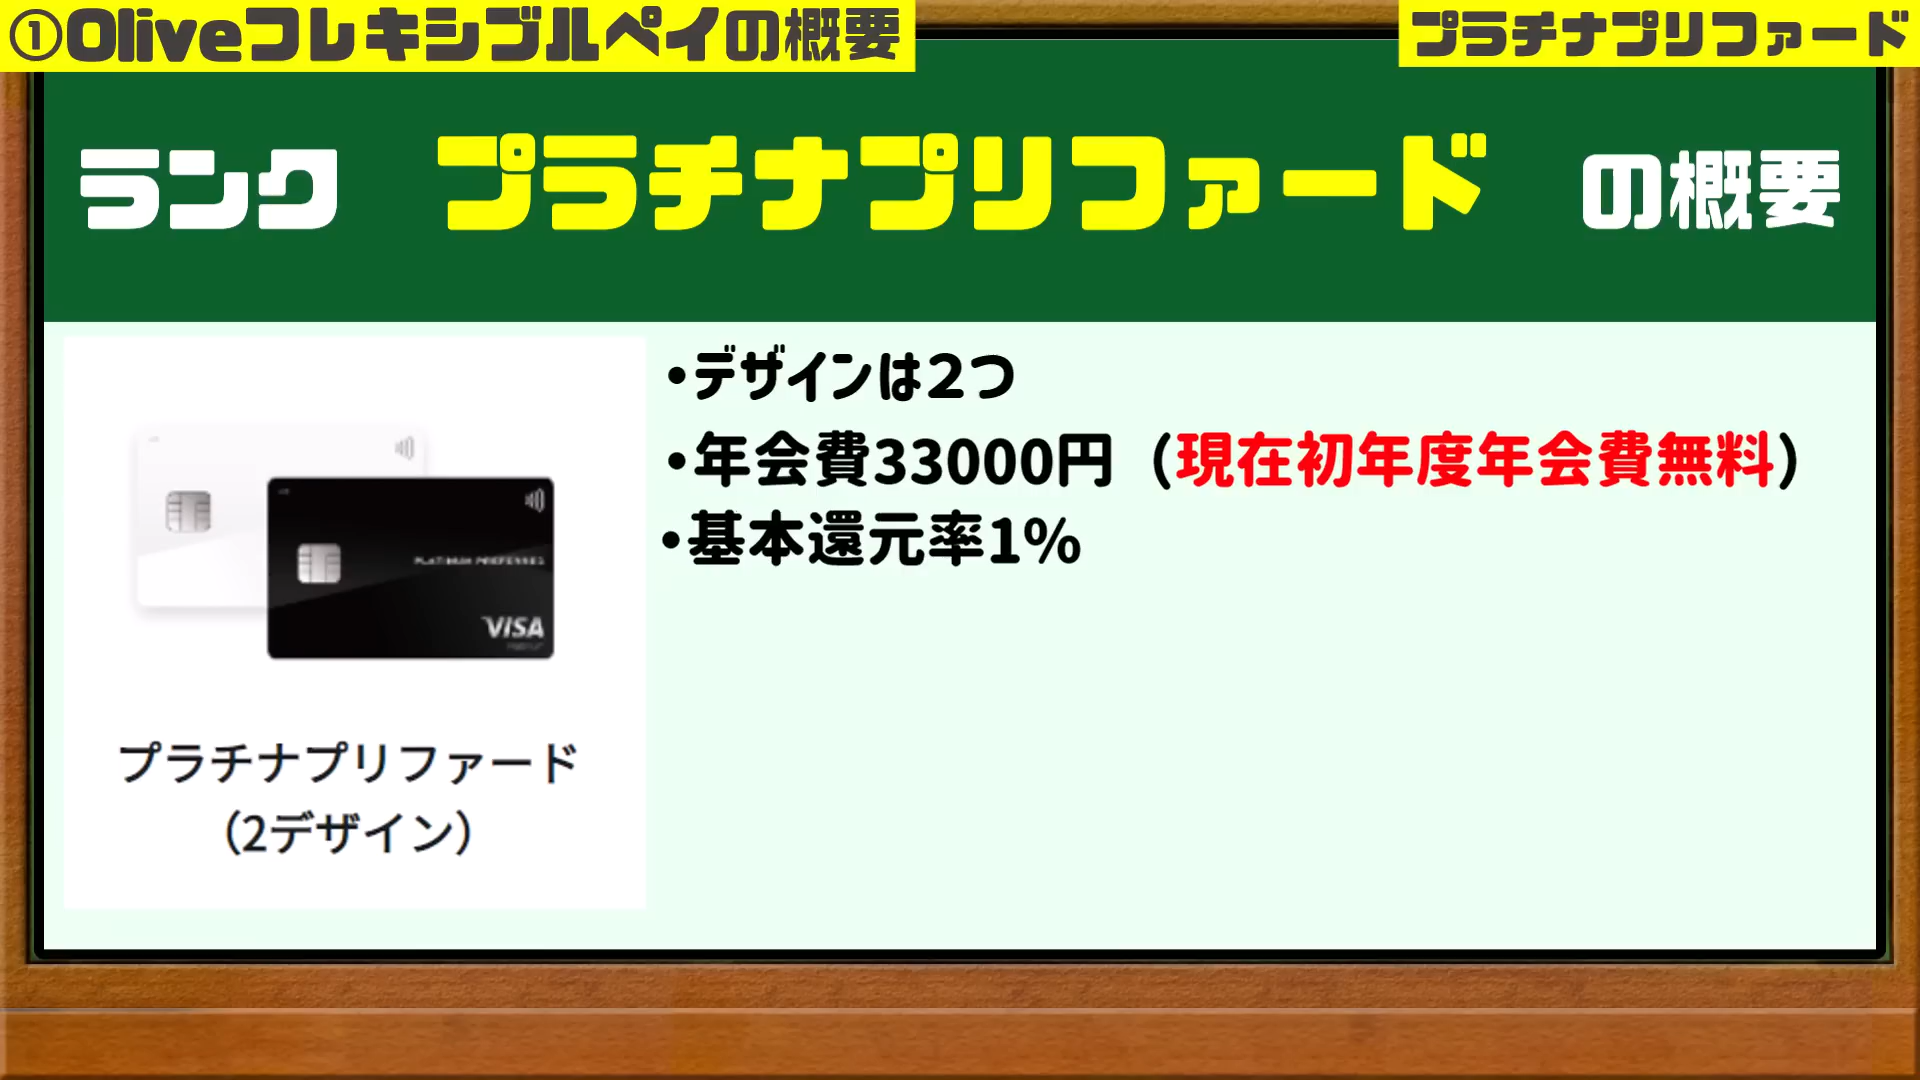 ①Oliveフレキシブルペイの概要
プラチナプリファード
ランク プラチナプリファード の概要
•デザインは2つ
•年会費33000円（現在初年度年会費無料）
•基本還元率1%
PLATINUM PREFERRED
VISA
プラチナプリファード
（2デザイン）